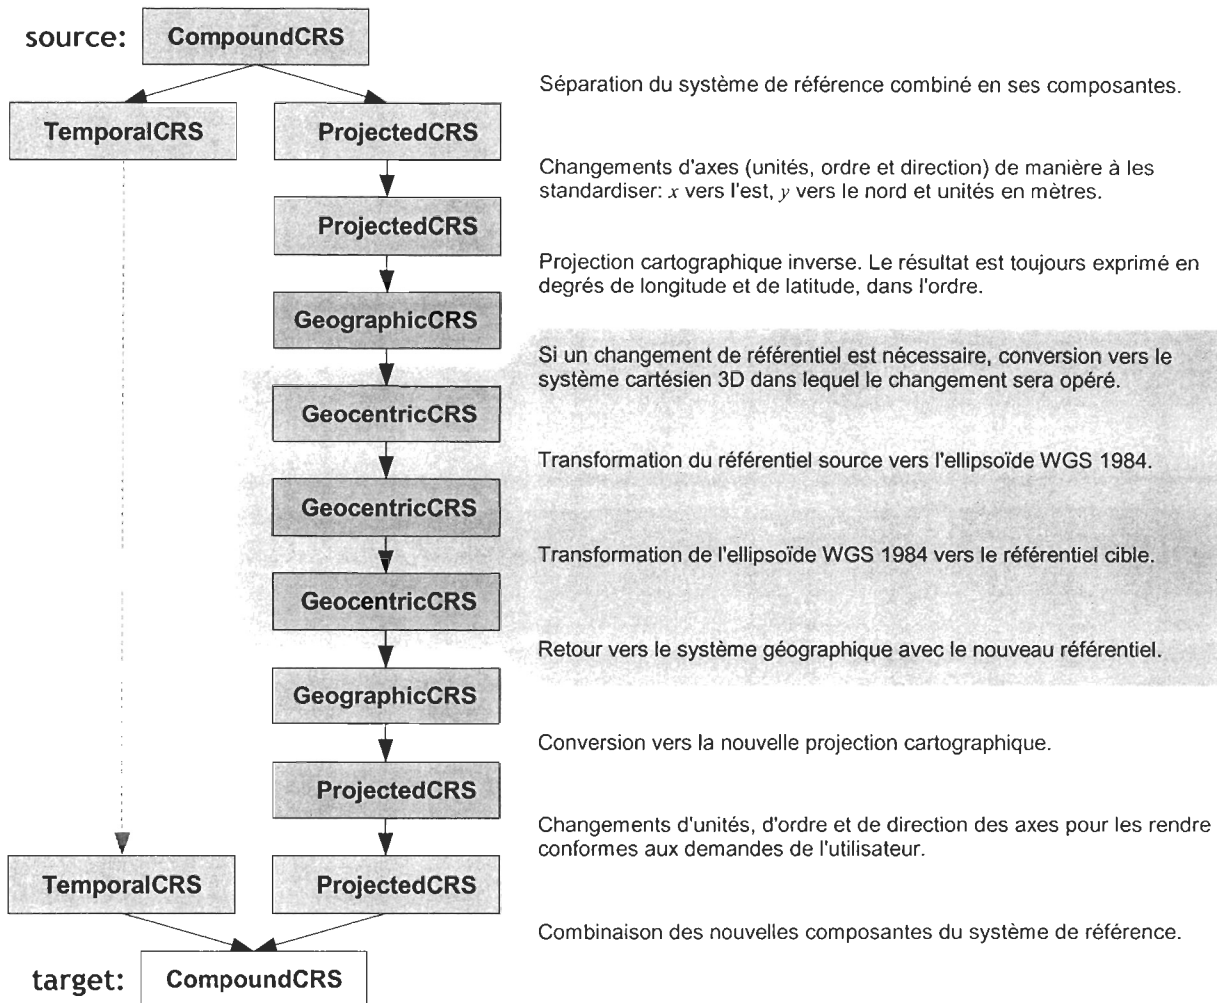 source: CompoundCRS
Séparation du système de référence combiné en ses composantes.
TemporalCRS ProjectedCRS
Changements d'axes (unités, ordre et direction) de manière à les
standardiser: x vers l'est, y vers le nord et unités en mètres.
ProjectedCRS
Projection cartographique inverse. Le résultat est toujours exprimé en
degrés de longitude et de latitude, dans l'ordre.
GeographicCRS
Si un changement de référentiel est nécessaire, conversion vers le
système cartésien 3D dans lequel le changement sera opéré.
GeocentricCRS
Transformation du référentiel source vers l'ellipsoïde WGS 1984.
GeocentricCRS
Transformation de l'ellipsoïde WGS 1984 vers le référentiel cible.
GeocentricCRS
Retour vers le système géographique avec le nouveau référentiel.
GeographicCRS
Conversion vers la nouvelle projection cartographique.
ProjectedCRS
Changements d'unités, d'ordre et de direction des axes pour les rendre
conformes aux demandes de l'utilisateur.
TemporalCRS ProjectedCRS
Combinaison des nouvelles composantes du système de référence.
target: CompoundCRS